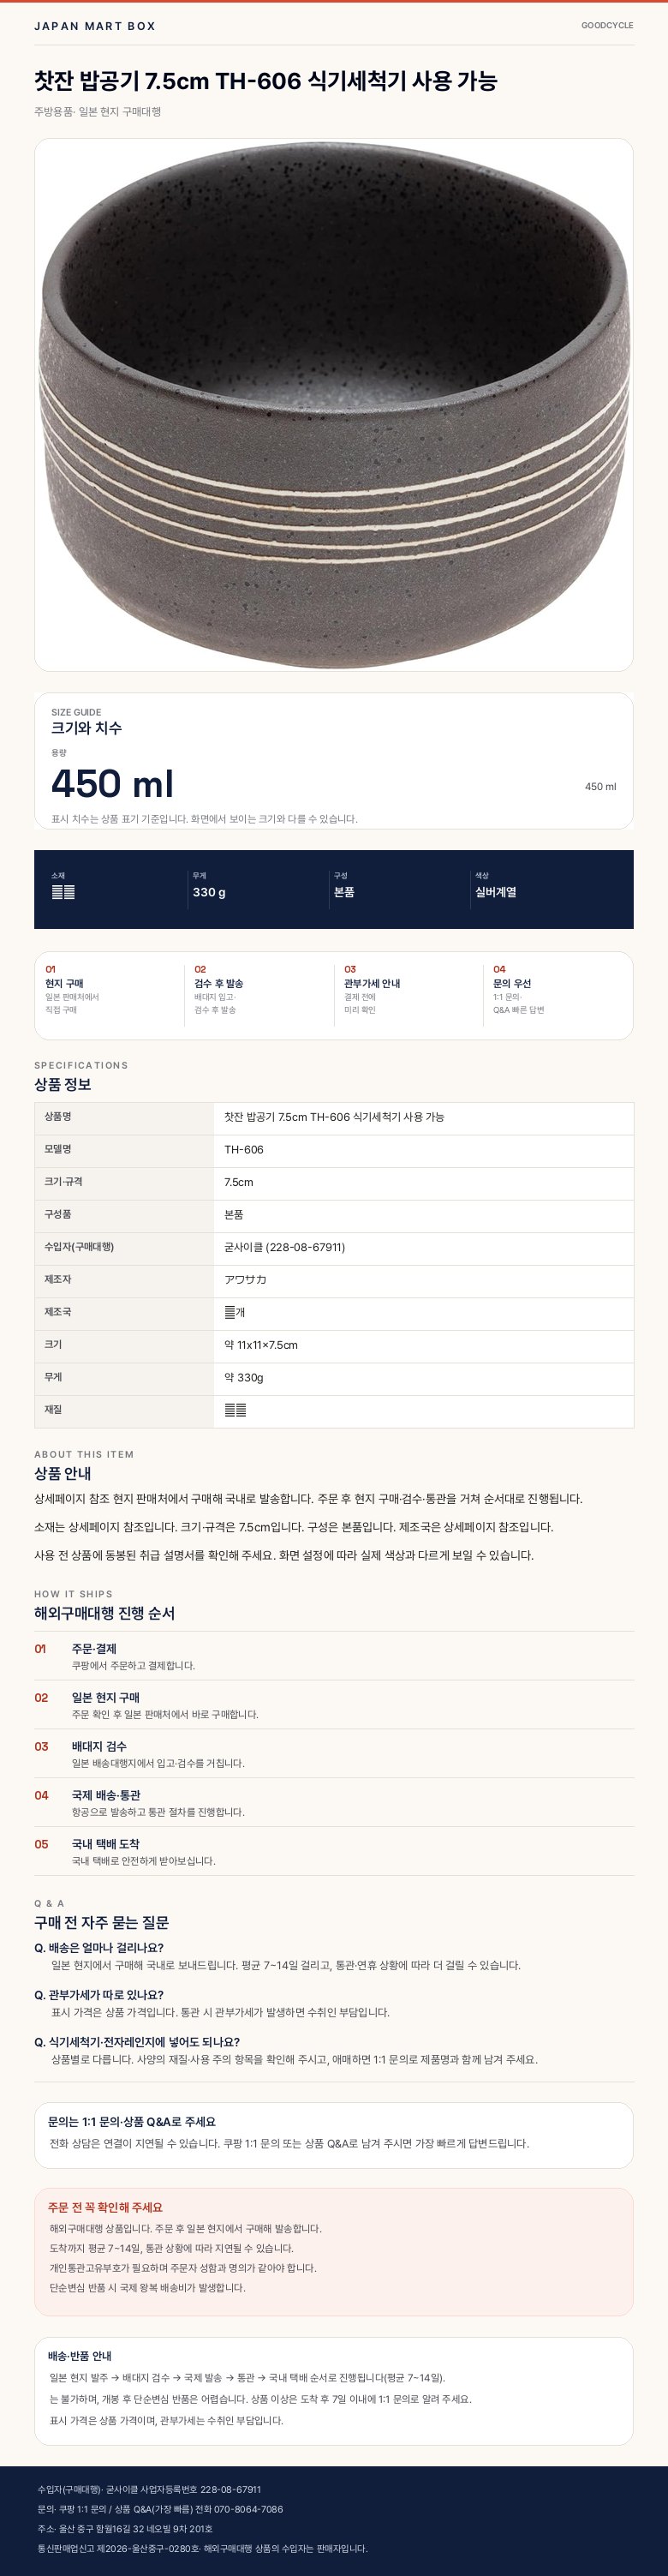 JAPAN MART BOX
GOODCYCLE
찻잔 밥공기 7.5cm TH-606 식기세척기 사용 가능
주방용품· 일본 현지 구매대행
SIZE GUIDE
크기와 치수
용량
450 ml
450 ml
표시 치수는 상품 표기 기준입니다. 화면에서 보이는 크기와 다를 수 있습니다.
소재
무게
330 g
구성
본품
색상
실버계열
01
현지 구매
일본 판매처에서
직접 구매
02
검수 후 발송
배대지 입고·
검수 후 발송
03
관부가세 안내
결제 전에
미리 확인
04
문의 우선
1:1 문의·
Q&A 빠른 답변
SPECIFICATIONS
상품 정보
상품명 찻잔 밥공기 7.5cm TH-606 식기세척기 사용 가능
모델명 TH-606
크기·규격 7.5cm
구성품 본품
수입자(구매대행) 굳사이클 (228-08-67911)
제조자 アワサカ
제조국 개
크기 약 11x11×7.5cm
무게 약 330g
재질
ABOUT THIS ITEM
상품 안내
상세페이지 참조 현지 판매처에서 구매해 국내로 발송합니다. 주문 후 현지 구매·검수·통관을 거쳐 순서대로 진행됩니다.
소재는 상세페이지 참조입니다. 크기·규격은 7.5cm입니다. 구성은 본품입니다. 제조국은 상세페이지 참조입니다.
사용 전 상품에 동봉된 취급 설명서를 확인해 주세요. 화면 설정에 따라 실제 색상과 다르게 보일 수 있습니다.
HOW IT SHIPS
해외구매대행 진행 순서
01 주문·결제
쿠팡에서 주문하고 결제합니다.
02 일본 현지 구매
주문 확인 후 일본 판매처에서 바로 구매합니다.
03 배대지 검수
일본 배송대행지에서 입고·검수를 거칩니다.
04 국제 배송·통관
항공으로 발송하고 통관 절차를 진행합니다.
05 국내 택배 도착
국내 택배로 안전하게 받아보십니다.
Q & A
구매 전 자주 묻는 질문
Q. 배송은 얼마나 걸리나요?
일본 현지에서 구매해 국내로 보내드립니다. 평균 7~14일 걸리고, 통관·연휴 상황에 따라 더 걸릴 수 있습니다.
Q. 관부가세가 따로 있나요?
표시 가격은 상품 가격입니다. 통관 시 관부가세가 발생하면 수취인 부담입니다.
Q. 식기세척기·전자레인지에 넣어도 되나요?
상품별로 다릅니다. 사양의 재질·사용 주의 항목을 확인해 주시고, 애매하면 1:1 문의로 제품명과 함께 남겨 주세요.
문의는 1:1 문의·상품 Q&A로 주세요
전화 상담은 연결이 지연될 수 있습니다. 쿠팡 1:1 문의 또는 상품 Q&A로 남겨 주시면 가장 빠르게 답변드립니다.
주문 전 꼭 확인해 주세요
해외구매대행 상품입니다. 주문 후 일본 현지에서 구매해 발송합니다.
도착까지 평균 7~14일, 통관 상황에 따라 지연될 수 있습니다.
개인통관고유부호가 필요하며 주문자 성함과 명의가 같아야 합니다.
단순변심 반품 시 국제 왕복 배송비가 발생합니다.
배송·반품 안내
일본 현지 발주 → 배대지 검수 → 국제 발송 → 통관 → 국내 택배 순서로 진행됩니다(평균 7~14일).
는 불가하며, 개봉 후 단순변심 반품은 어렵습니다. 상품 이상은 도착 후 7일 이내에 1:1 문의로 알려 주세요.
표시 가격은 상품 가격이며, 관부가세는 수취인 부담입니다.
수입자(구매대행)· 굳사이클 사업자등록번호 228-08-67911
문의· 쿠팡 1:1 문의 / 상품 Q&A(가장 빠름) 전화 070-8064-7086
주소· 울산 중구 함월16길 32 네오빌 9차 201호
통신판매업신고 제2026-울산중구-0280호· 해외구매대행 상품의 수입자는 판매자입니다.